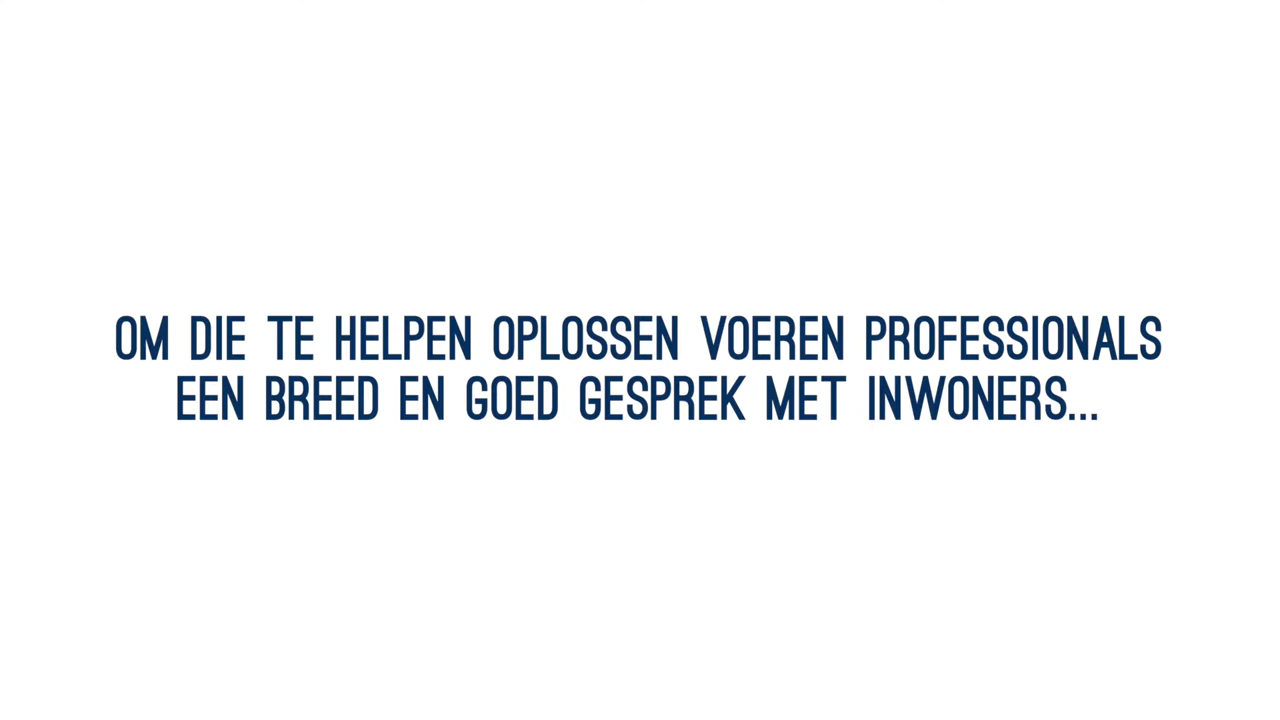 OM DIE TE HELPEN OPLOSSEN VOEREN PROFESSIONALS
EEN BREED EN GOED GESPREK MET INWONERS...